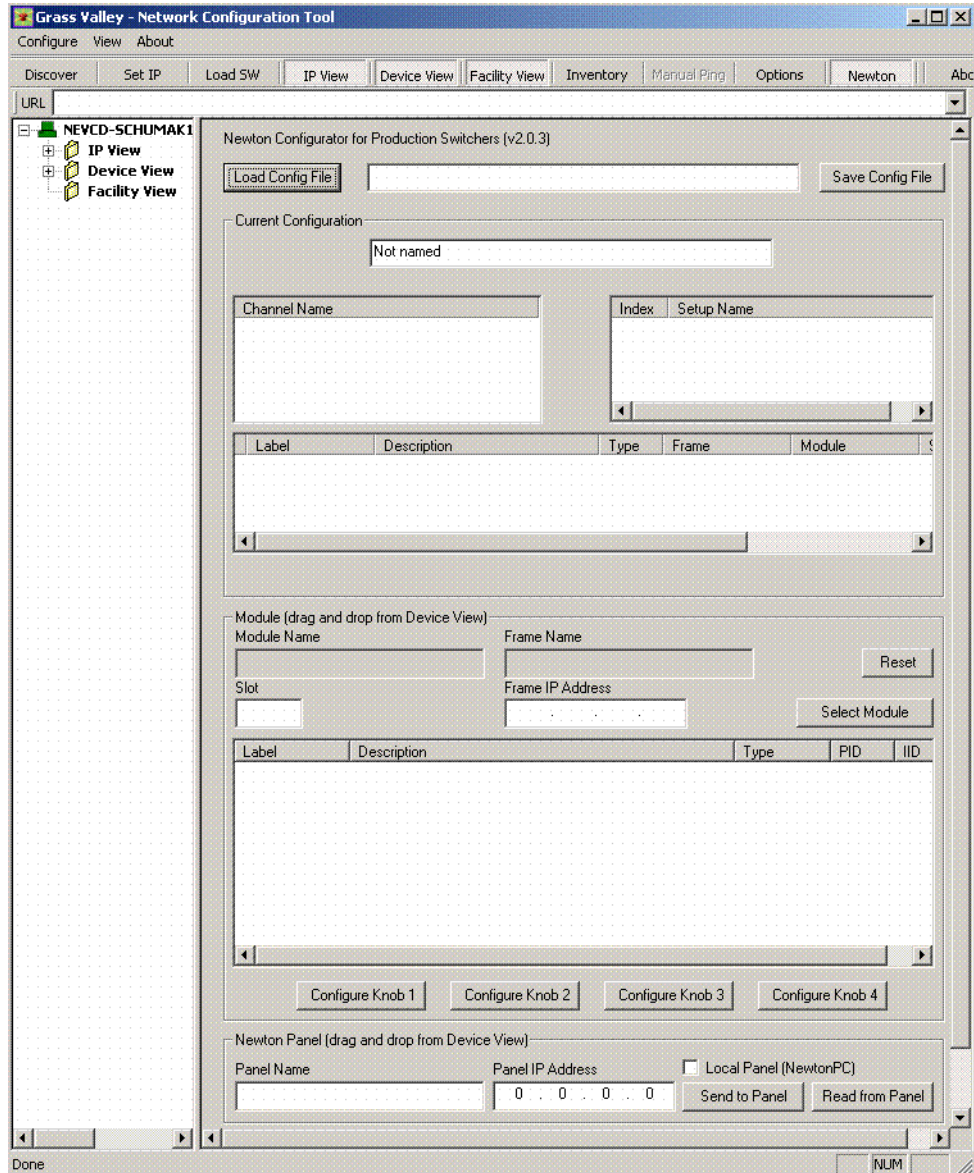 Grass Valley - Network Configuration Tool
Configure View About
Discover Set IP Load SW IP View Device View Facility View Inventory Manual Ping Options Newton Abc
URL
NEVCD-SCHUMAK1
IP View
Device View
Facility View
Newton Configurator for Production Switchers (v2.0.3)
Load Config File Save Config File
Current Configuration
Not named
Channel Name Index Setup Name
Label Description Type Frame Module
Module (drag and drop from Device View)
Module Name Frame Name
Reset
Slot Frame IP Address
Select Module
Label Description Type PID IID
Configure Knob 1 Configure Knob 2 Configure Knob 3 Configure Knob 4
Newton Panel (drag and drop from Device View)
Panel Name Panel IP Address Local Panel (NewtonPC)
0 . 0 . 0 . 0 Send to Panel Read from Panel
Done NUM